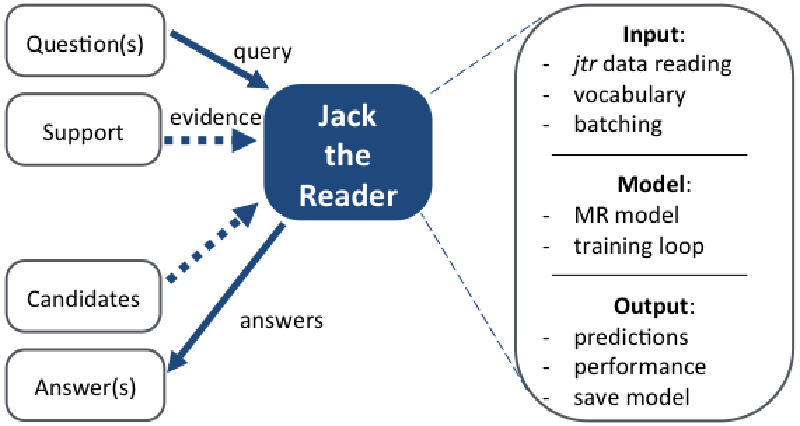 Question(s)
query
Support
evidence
Jack
the
Reader
Candidates
answers
Answer(s)
Input:
- jtr data reading
- vocabulary
- batching
Model:
- MR model
- training loop
Output:
- predictions
- performance
- save model